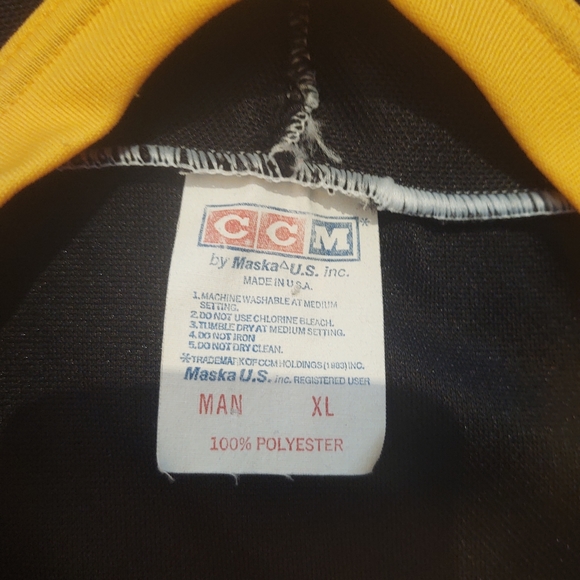 CCM*
by Maska△U.S. inc.
MADE IN U.S.A.
1. MACHINE WASHABLE AT MEDIUM
SETTING.
2. DO NOT USE CHLORINE BLEACH.
3. TUMBLE DRY AT MEDIUM SETTING.
4. DO NOT IRON
5. DO NOT DRY CLEAN.
*TRADEMARK OF CCM HOLDINGS (1983) INC.
Maska U.S. inc. REGISTERED USER
MAN XL
100% POLYESTER